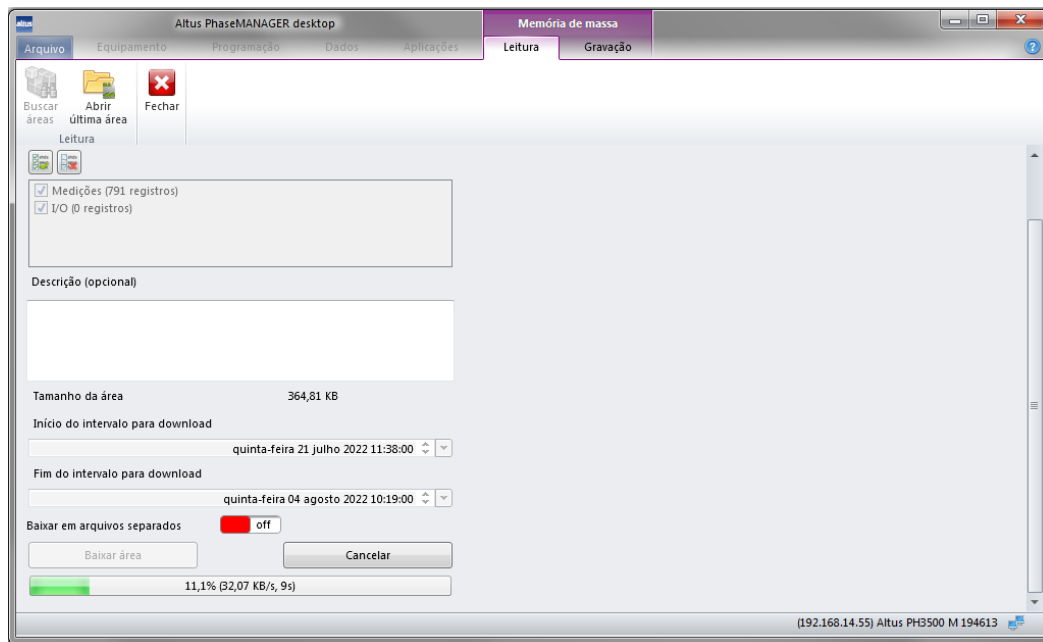 altus
Altus PhaseMANAGER desktop
Memória de massa
Arquivo
Equipamento
Programação
Dados
Aplicações
Leitura
Gravação
Buscar áreas
Abrir última área
Fechar
Leitura
Medições (791 registros)
I/O (0 registros)
Descrição (opcional)
Tamanho da área 364,81 KB
Início do intervalo para download
quinta-feira 21 julho 2022 11:38:00
Fim do intervalo para download
quinta-feira 04 agosto 2022 10:19:00
Baixar em arquivos separados off
Baixar área
Cancelar
11,1% (32,07 KB/s, 9s)
(192.168.14.55) Altus PH3500 M 194613